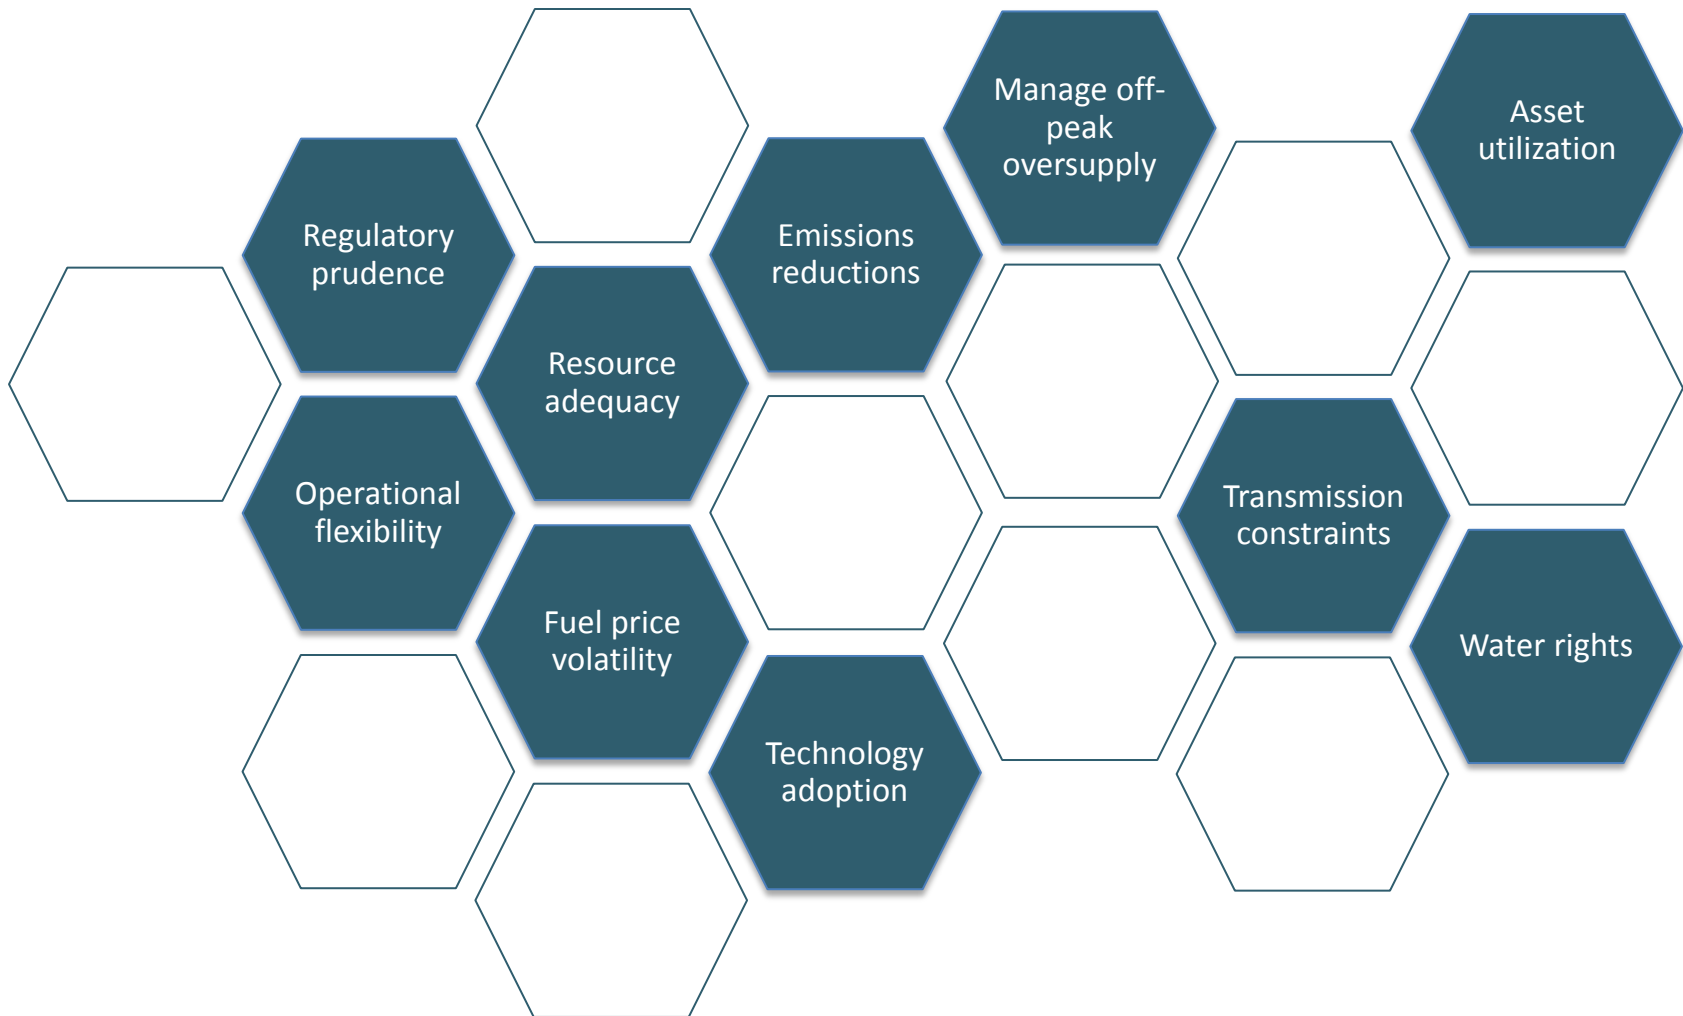 Manage off-
peak
oversupply
Asset
utilization
Regulatory
prudence
Emissions
reductions
Resource
adequacy
Operational
flexibility
Transmission
constraints
Fuel price
volatility
Water rights
Technology
adoption